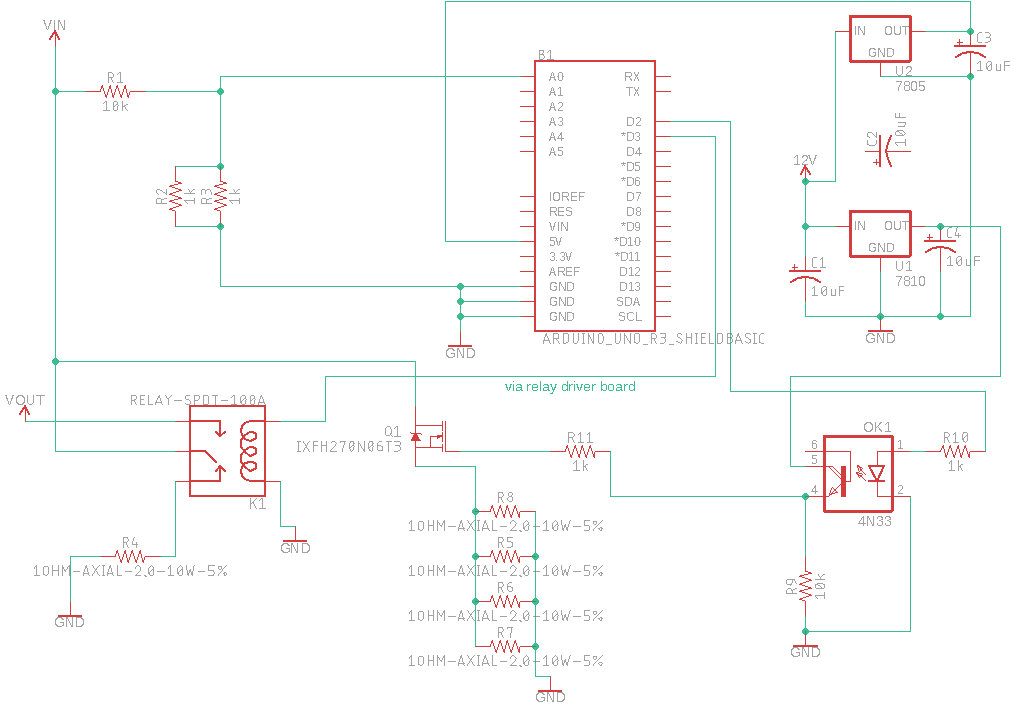 VIN
R1
10k
R2
1k
R3
1k
B1
A0
A1
A2
A3
A4
A5
IOREF
RES
VIN
5V
3.3V
AREF
GND
GND
GND
RX
TX
D2
*D3
D4
*D5
*D6
D7
D8
*D9
*D10
*D11
D12
D13
SDA
SCL
ARDUINO_UNO_R3_SHIELDBASIC
GND
IN
OUT
GND
U2
7805
C3
10uF
C2
10uF
12V
IN
OUT
GND
U1
7810
C4
10uF
C1
10uF
GND
via relay driver board
VOUT
RELAY-SPDT-100A
K1
GND
R4
10HM-AXIAL-2.0-10W-5%
GND
Q1
IXFH270N06T3
R11
1k
R8
10HM-AXIAL-2.0-10W-5%
R5
10HM-AXIAL-2.0-10W-5%
R6
10HM-AXIAL-2.0-10W-5%
R7
10HM-AXIAL-2.0-10W-5%
GND
OK1
6
5
4
1
2
4N33
R10
1k
R9
10k
GND